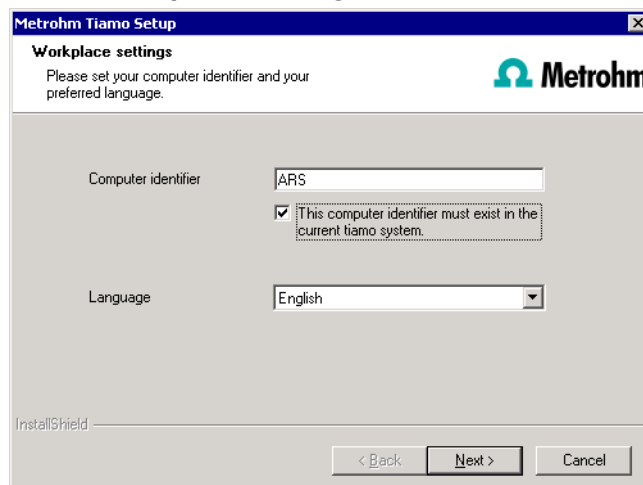 Metrohm Tiamo Setup
Workplace settings
Please set your computer identifier and your
preferred language.
Metrohm
Computer identifier
ARS
This computer identifier must exist in the
current tiamo system.
Language
English
InstallShield
< Back
Next >
Cancel